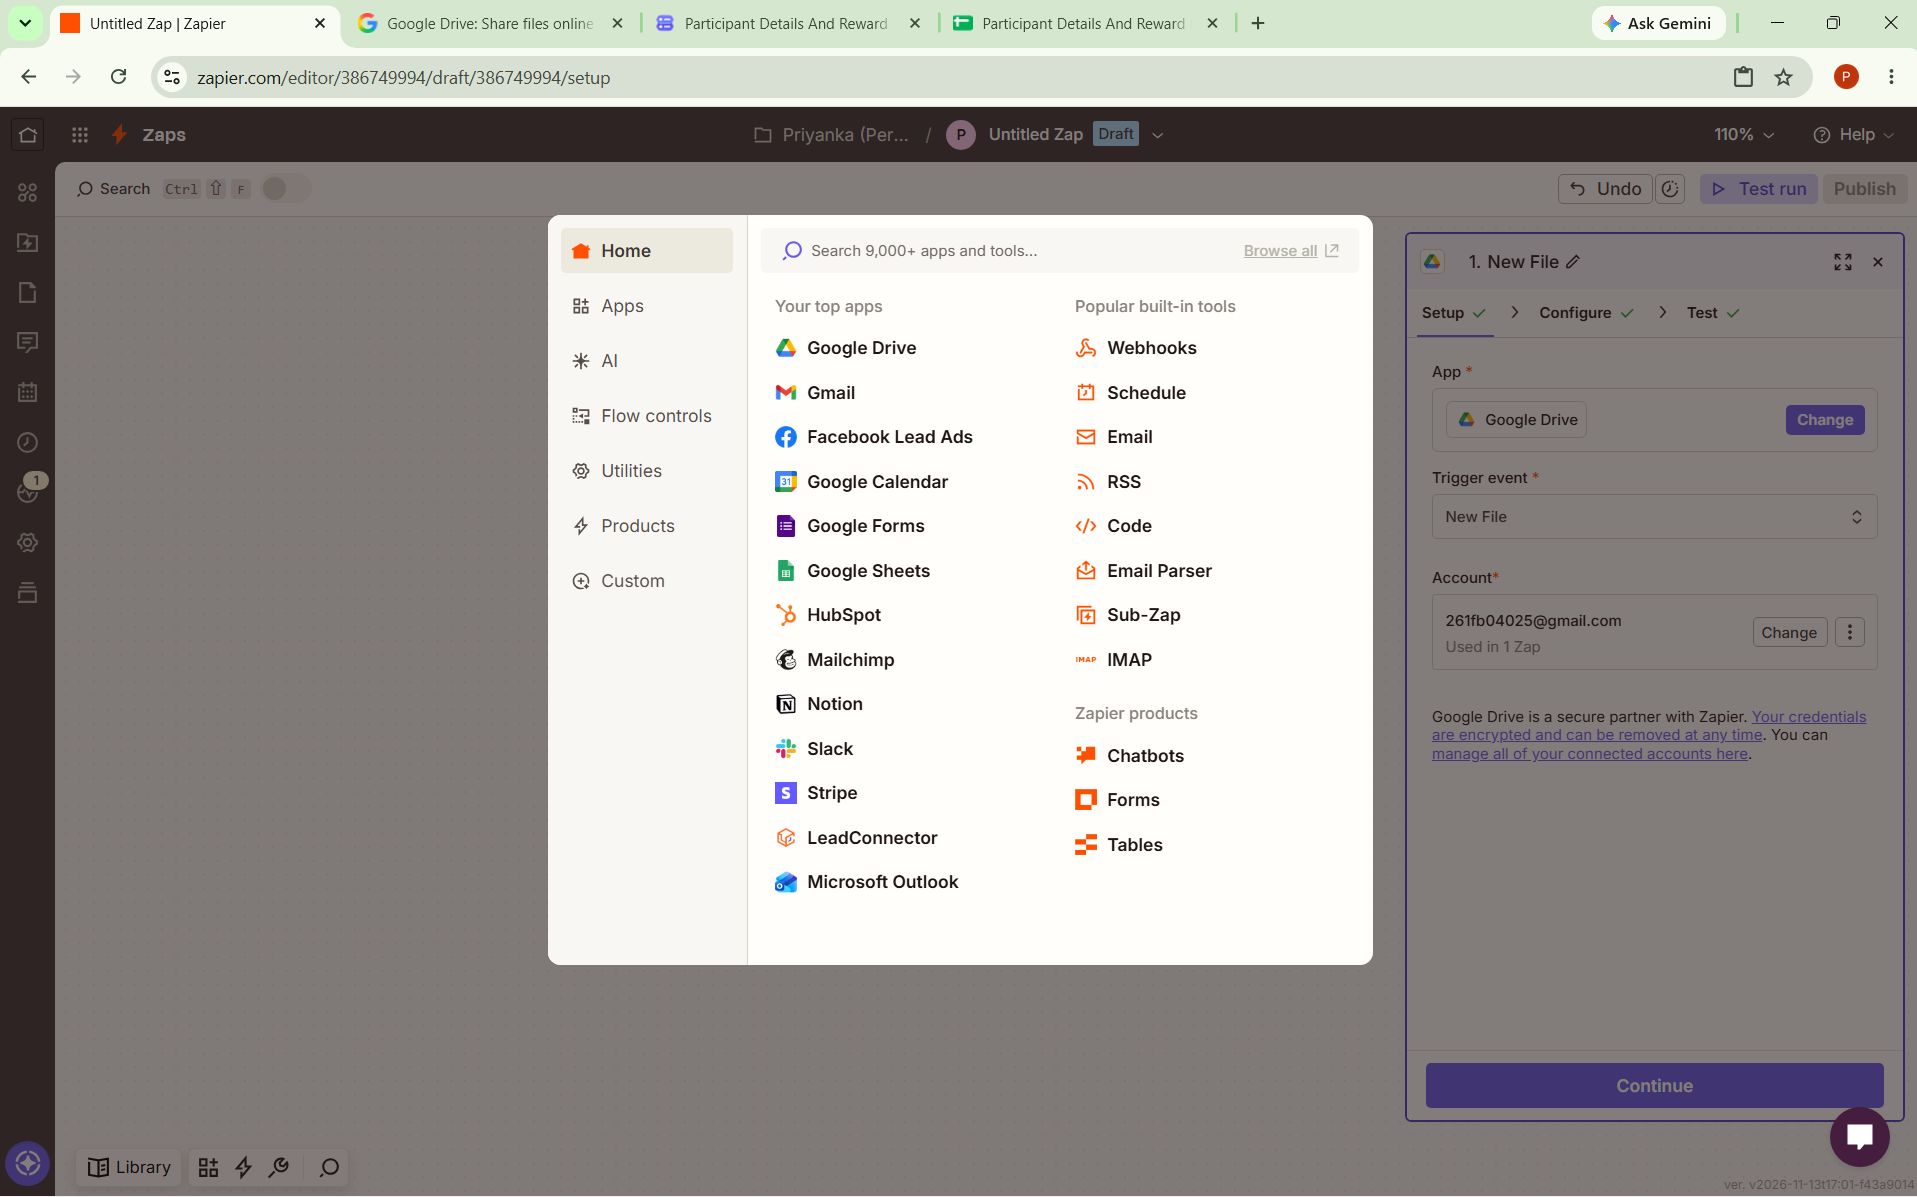 Untitled Zap | Zapier
Google Drive: Share files online
Participant Details And Reward
Participant Details And Reward
Ask Gemini
zapier.com/editor/386749994/draft/386749994/setup
P
Zaps
Priyanka (Per... / P Untitled Zap Draft
110%
Help
Search Ctrl ⇧ F
Undo
Test run
Publish
1
Home
Apps
AI
Flow controls
Utilities
Products
Custom
Search 9,000+ apps and tools...
Browse all
Your top apps
Google Drive
Gmail
Facebook Lead Ads
31 Google Calendar
Google Forms
Google Sheets
HubSpot
Mailchimp
Notion
Slack
S Stripe
LeadConnector
Microsoft Outlook
Popular built-in tools
Webhooks
Schedule
Email
RSS
Code
Email Parser
Sub-Zap
IMAP IMAP
Zapier products
Chatbots
Forms
Tables
1. New File
Setup > Configure > Test
App *
Google Drive
Change
Trigger event *
New File
Account*
261fb04025@gmail.com
Used in 1 Zap
Change
Google Drive is a secure partner with Zapier. Your credentials
are encrypted and can be removed at any time. You can
manage all of your connected accounts here.
Continue
Library
ver. v2026-11-13t17:01-f43a9014